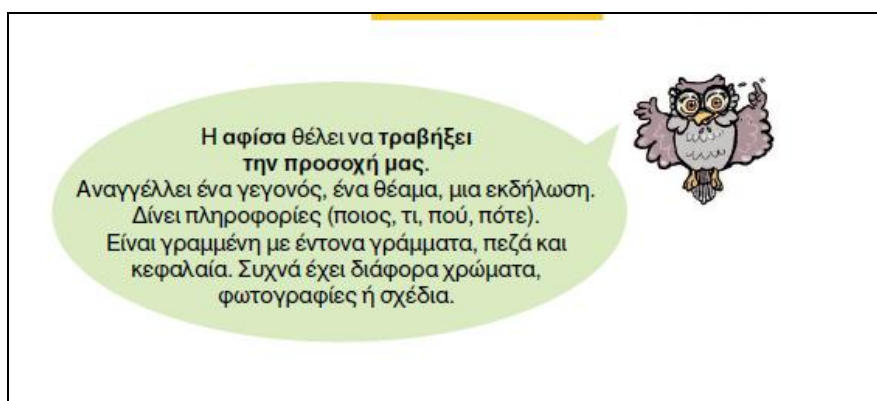 Η αφίσα θέλει να τραβήξει
την προσοχή μας.
Αναγγέλλει ένα γεγονός, ένα θέαμα, μια εκδήλωση.
Δίνει πληροφορίες (ποιος, τι, πού, πότε).
Είναι γραμμένη με έντονα γράμματα, πεζά και
κεφαλαία. Συχνά έχει διάφορα χρώματα,
φωτογραφίες ή σχέδια.